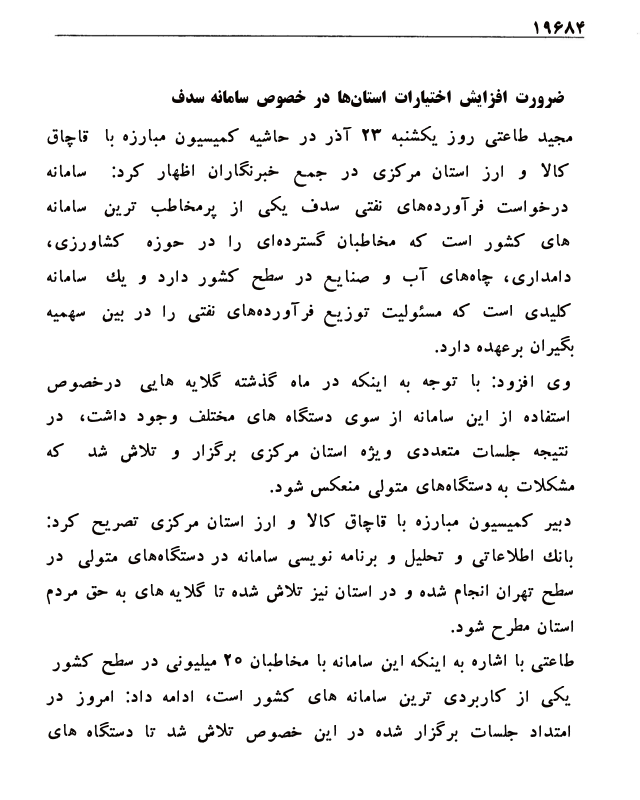 ۱۹۶۸۴
ضرورت افزایش اختیارات استان‌ها در خصوص سامانه سدف
مجید طاعتی روز یکشنبه ۲۳ آذر در حاشیه کمیسیون مبارزه با قاچاق
کالا و ارز استان مرکزی در جمع خبرنگاران اظهار کرد: سامانه
درخواست فرآورده‌های نفتی سدف یکی از پرمخاطب ترین سامانه
های کشور است که مخاطبان گسترده‌ای را در حوزه کشاورزی،
دامداری، چاه‌های آب و صنایع در سطح کشور دارد و یك سامانه
کلیدی است که مسئولیت توزیع فرآورده‌های نفتی را در بین سهمیه
بگیران برعهده دارد.
وی افزود: با توجه به اینکه در ماه گذشته گلایه هایی درخصوص
استفاده از این سامانه از سوی دستگاه های مختلف وجود داشت، در
نتیجه جلسات متعددی ویژه استان مرکزی برگزار و تلاش شد که
مشکلات به دستگاه‌های متولی منعکس شود.
دبیر کمیسیون مبارزه با قاچاق کالا و ارز استان مرکزی تصریح کرد:
بانك اطلاعاتی و تحلیل و برنامه نویسی سامانه در دستگاه‌های متولی در
سطح تهران انجام شده و در استان نیز تلاش شده تا گلایه های به حق مردم
استان مطرح شود.
طاعتی با اشاره به اینکه این سامانه با مخاطبان ۲۰ میلیونی در سطح کشور
یکی از کاربردی ترین سامانه های کشور است، ادامه داد: امروز در
امتداد جلسات برگزار شده در این خصوص تلاش شد تا دستگاه های